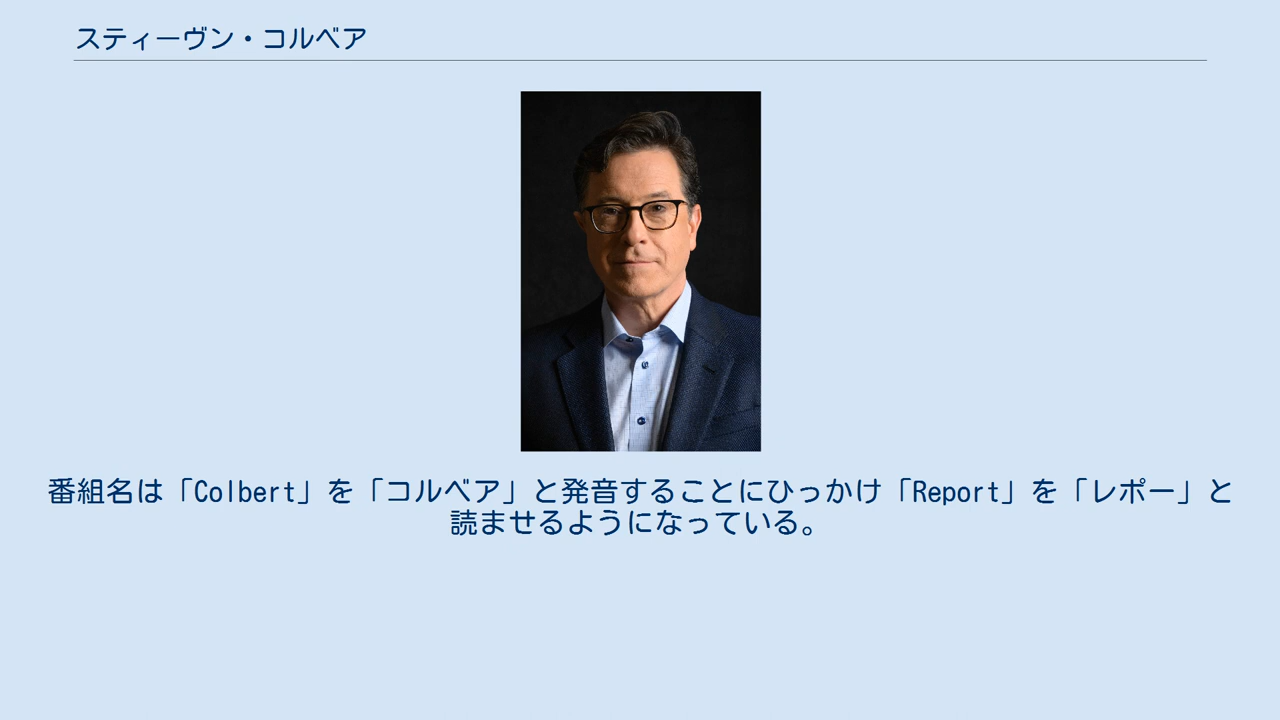 スティーヴン・コルベア
番組名は「Colbert」を「コルベア」と発音することにひっかけ「Report」を「レポー」と
読ませるようになっている。